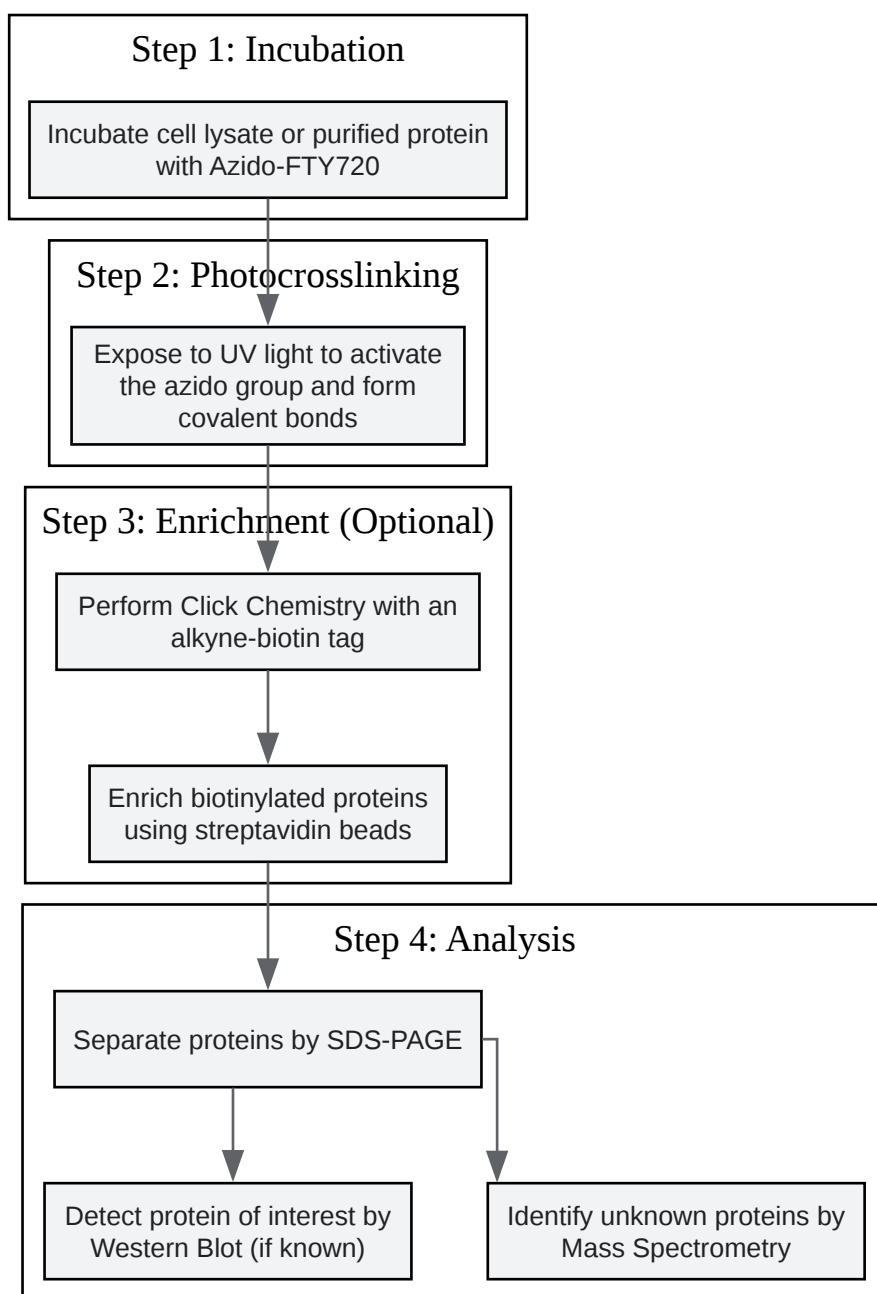 Step 1: Incubation
Incubate cell lysate or purified protein
with Azido-FTY720
Step 2: Photocrosslinking
Expose to UV light to activate
the azido group and form
covalent bonds
Step 3: Enrichment (Optional)
Perform Click Chemistry with an
alkyne-biotin tag
Enrich biotinylated proteins
using streptavidin beads
Step 4: Analysis
Separate proteins by SDS-PAGE
Detect protein of interest by
Western Blot (if known)
Identify unknown proteins by
Mass Spectrometry